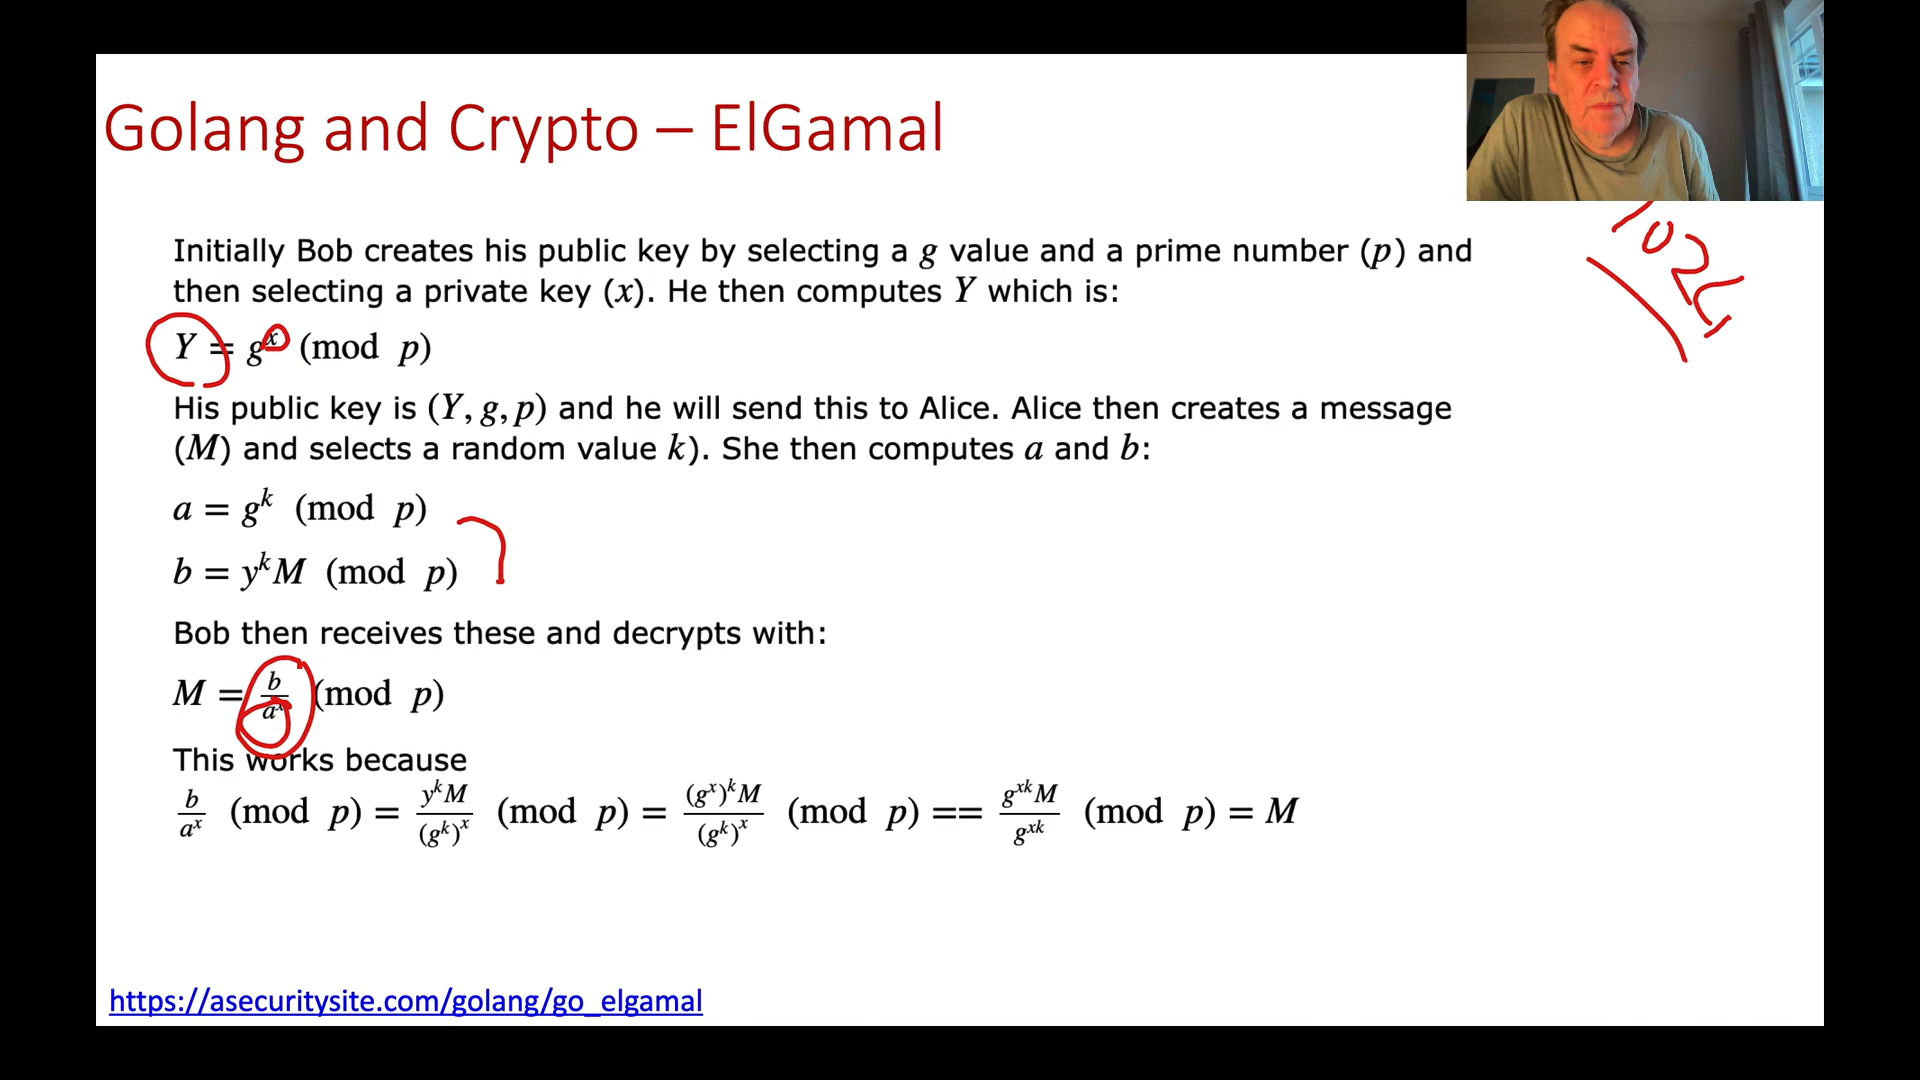 Golang and Crypto – ElGamal
1024
Initially Bob creates his public key by selecting a g value and a prime number (p) and
then selecting a private key (x). He then computes Y which is:
Y = g^x (mod p)
His public key is (Y, g, p) and he will send this to Alice. Alice then creates a message
(M) and selects a random value k). She then computes a and b:
a = g^k (mod p)
b = y^k M (mod p)
Bob then receives these and decrypts with:
M = b/a^x (mod p)
This works because
b/a^x (mod p) = y^k M/(g^k)^x (mod p) = (g^x)^k M/(g^k)^x (mod p) == g^xk M/g^xk (mod p) = M
https://asecuritysite.com/golang/go_elgamal